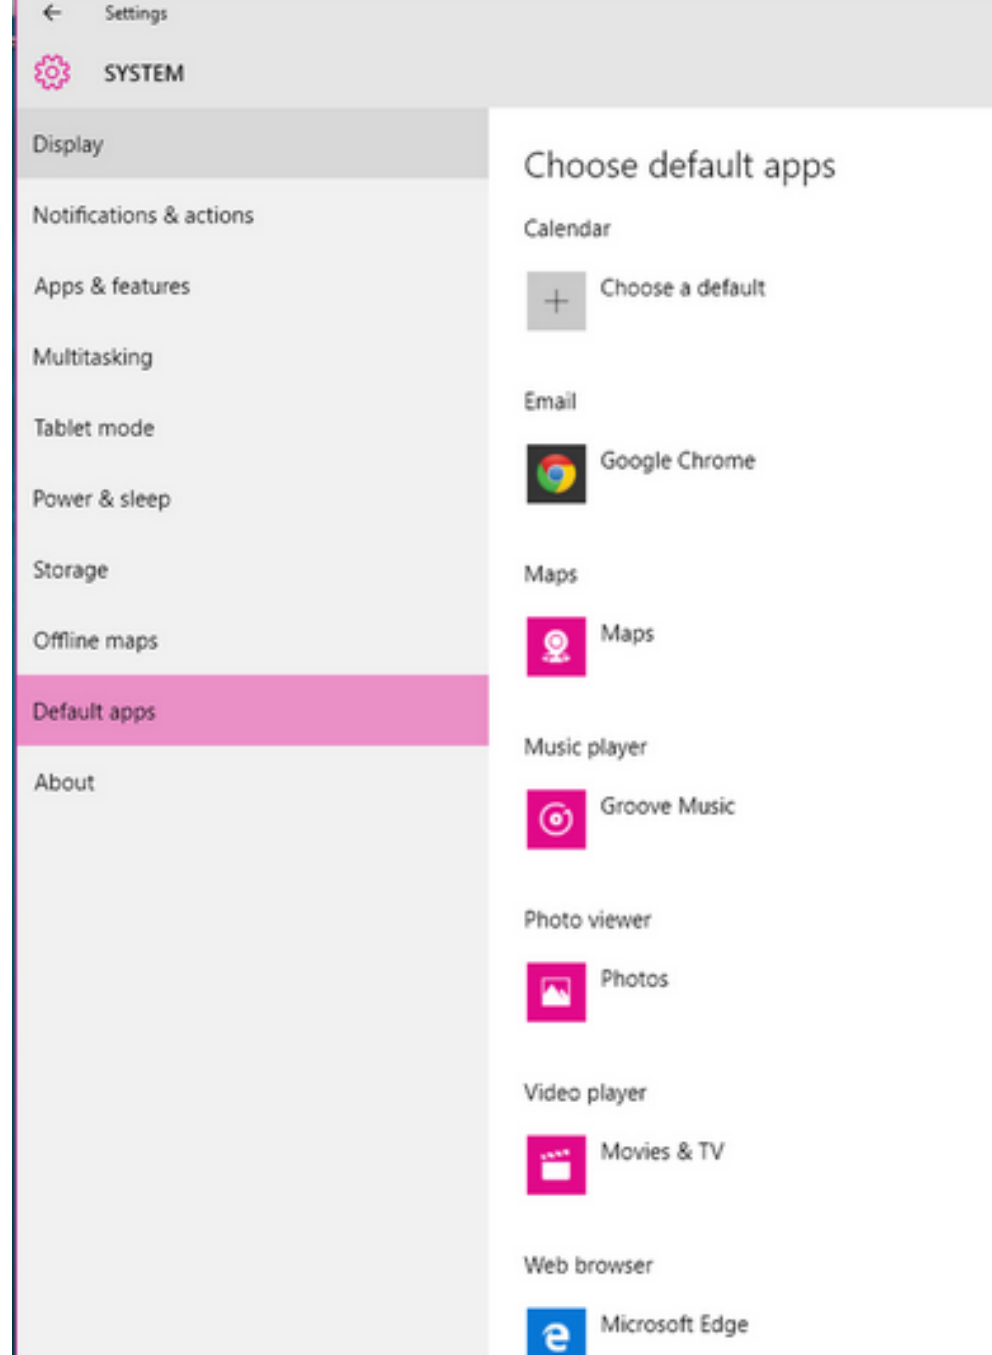 Settings
SYSTEM
Display
Notifications & actions
Apps & features
Multitasking
Tablet mode
Power & sleep
Storage
Offline maps
Default apps
About
Choose default apps
Calendar
Choose a default
Email
Google Chrome
Maps
Maps
Music player
Groove Music
Photo viewer
Photos
Video player
Movies & TV
Web browser
Microsoft Edge